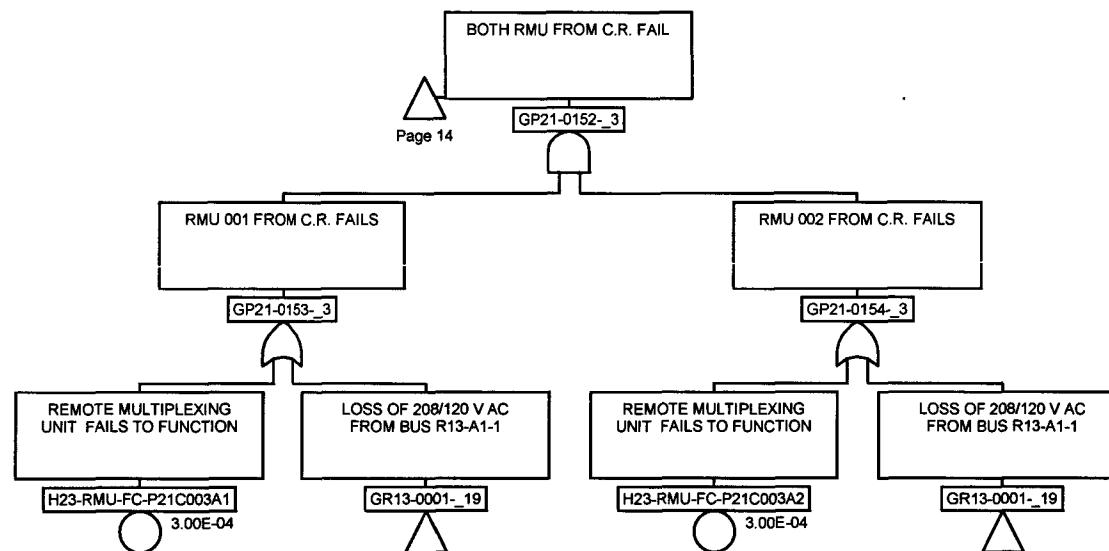 BOTH RMU FROM C.R. FAIL
Page 14
GP21-0152-_3
RMU 001 FROM C.R. FAILS
RMU 002 FROM C.R. FAILS
GP21-0153-_3
GP21-0154-_3
REMOTE MULTIPLEXING
UNIT FAILS TO FUNCTION
LOSS OF 208/120 V AC
FROM BUS R13-A1-1
REMOTE MULTIPLEXING
UNIT FAILS TO FUNCTION
LOSS OF 208/120 V AC
FROM BUS R13-A1-1
H23-RMU-FC-P21C003A1
3.00E-04
GR13-0001-_19
H23-RMU-FC-P21C003A2
3.00E-04
GR13-0001-_19